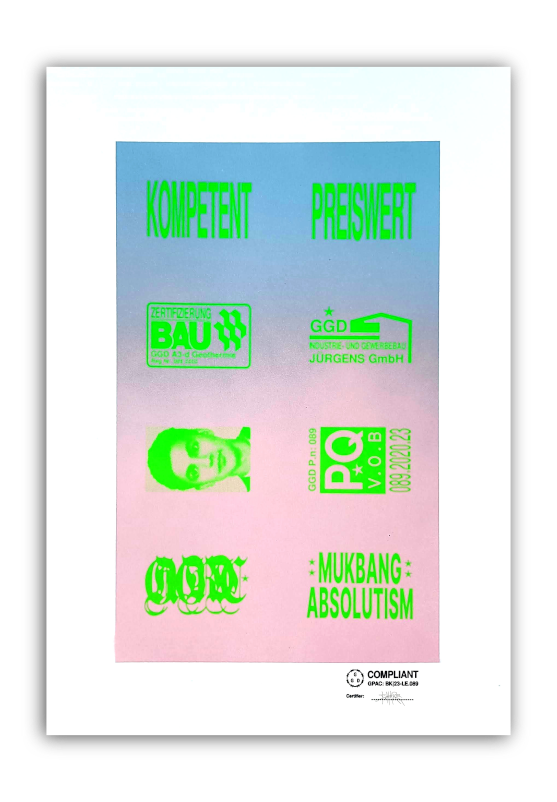 KOMPETENT
PREISWERT
ZERTIFIZIERUNG
BAU
GGD
INDUSTRIE- UND GEWERBEBAU
JÜRGENS GmbH
GGD P.n: 089
PQ
V.O.B
089.2020.23
MUKBANG
ABSOLUTISM
COMPLIANT
GPAC: BK|23-LE.089
Certifier: